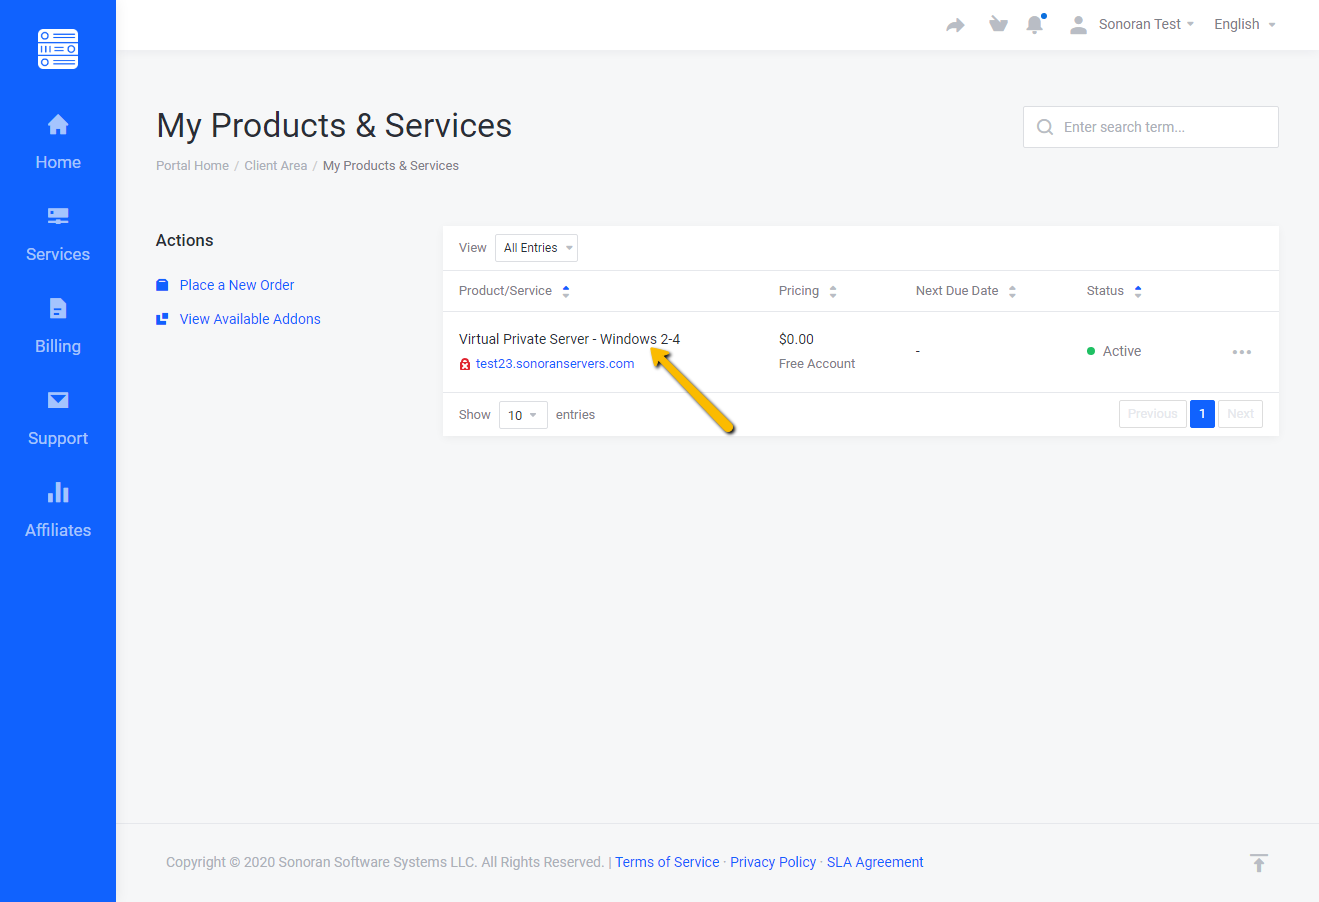 Sonoran Test English
Home
Services
Billing
Support
Affiliates
My Products & Services
Portal Home / Client Area / My Products & Services
Enter search term...
Actions
Place a New Order
View Available Addons
View All Entries
Product/Service Pricing Next Due Date Status
Virtual Private Server - Windows 2-4 $0.00 - Active
test23.sonoranservers.com Free Account
Show 10 entries Previous 1 Next
Copyright © 2020 Sonoran Software Systems LLC. All Rights Reserved. | Terms of Service · Privacy Policy · SLA Agreement